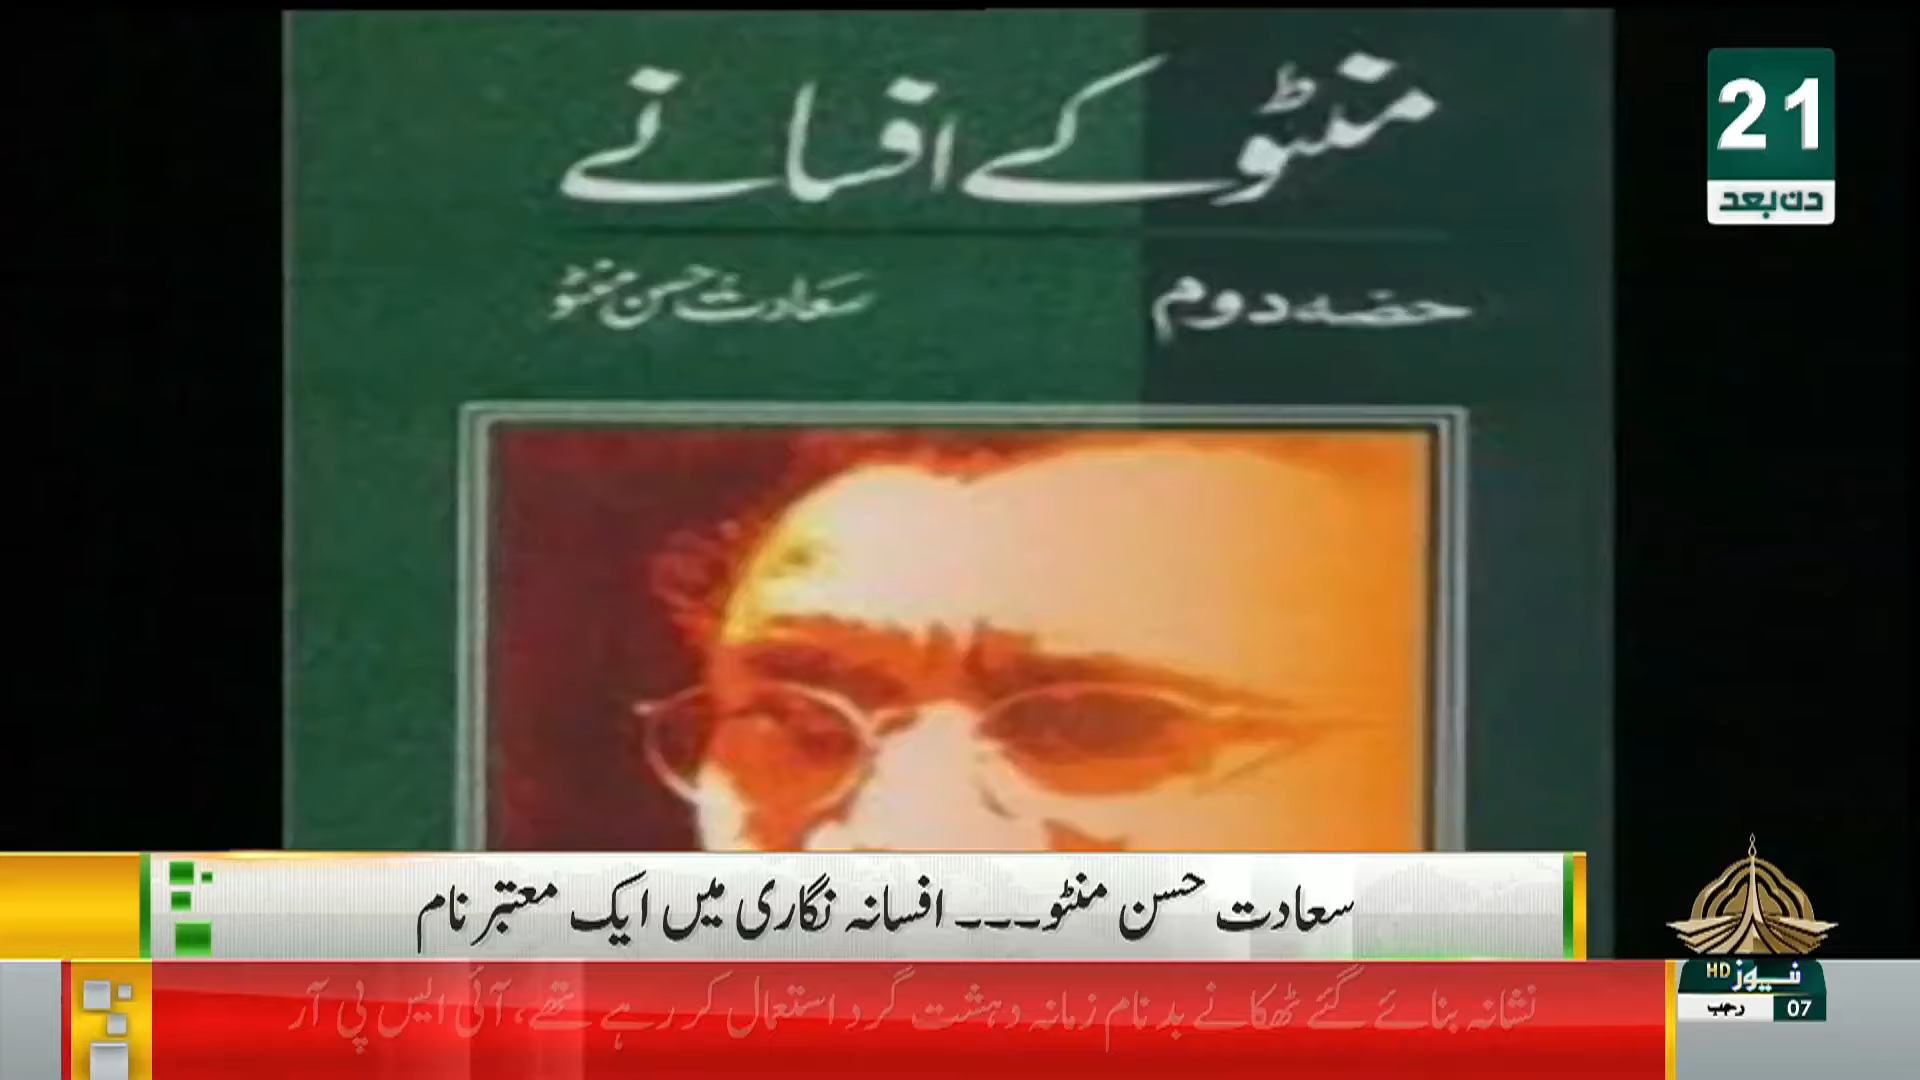 منٹو کے افسانے
حصہ دوم
سعادت حسن منٹو
21
دن بعد
سعادت حسن منٹو۔۔۔ افسانہ نگاری میں ایک معتبر نام
نشانہ بنائے گئے ٹھکانے بدنام زمانہ دہشت گرد استعمال کر رہے تھے، آئی ایس پی آر
نیوز HD
07 رجب